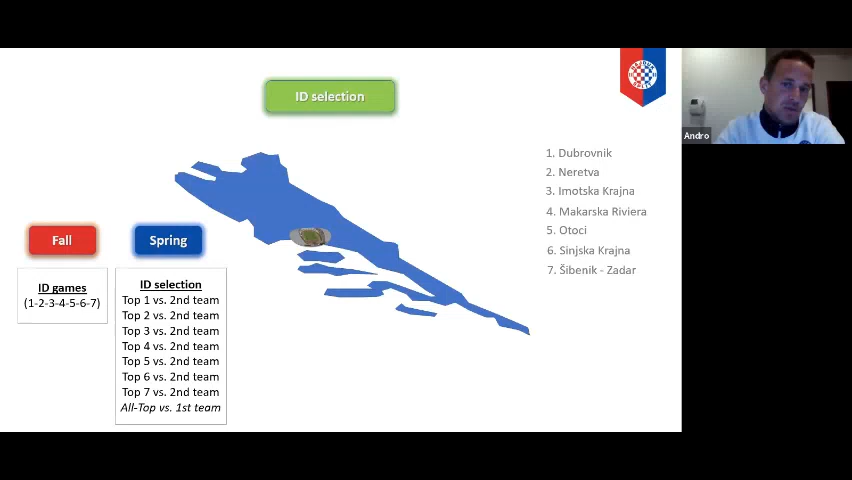 ID selection
HAJDUK
SPLIT
Andro
1. Dubrovnik
2. Neretva
3. Imotska Krajna
4. Makarska Riviera
5. Otoci
6. Sinjska Krajna
7. Šibenik - Zadar
Fall
Spring
ID games
(1-2-3-4-5-6-7)
ID selection
Top 1 vs. 2nd team
Top 2 vs. 2nd team
Top 3 vs. 2nd team
Top 4 vs. 2nd team
Top 5 vs. 2nd team
Top 6 vs. 2nd team
Top 7 vs. 2nd team
All-Top vs. 1st team